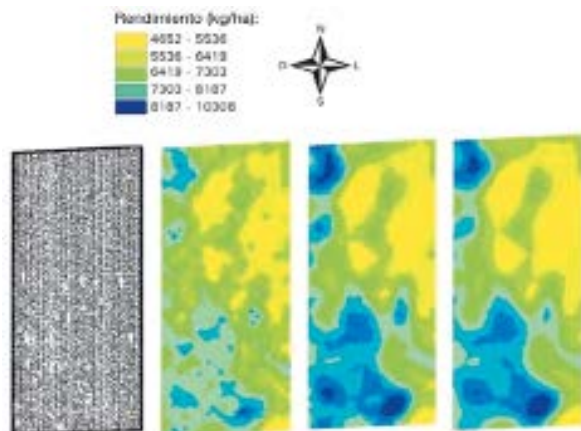 Rendimiento (kg/ha):
4652 - 5536
5536 - 6419
6419 - 7303
7303 - 8187
8187 - 10306
N
O
L
S